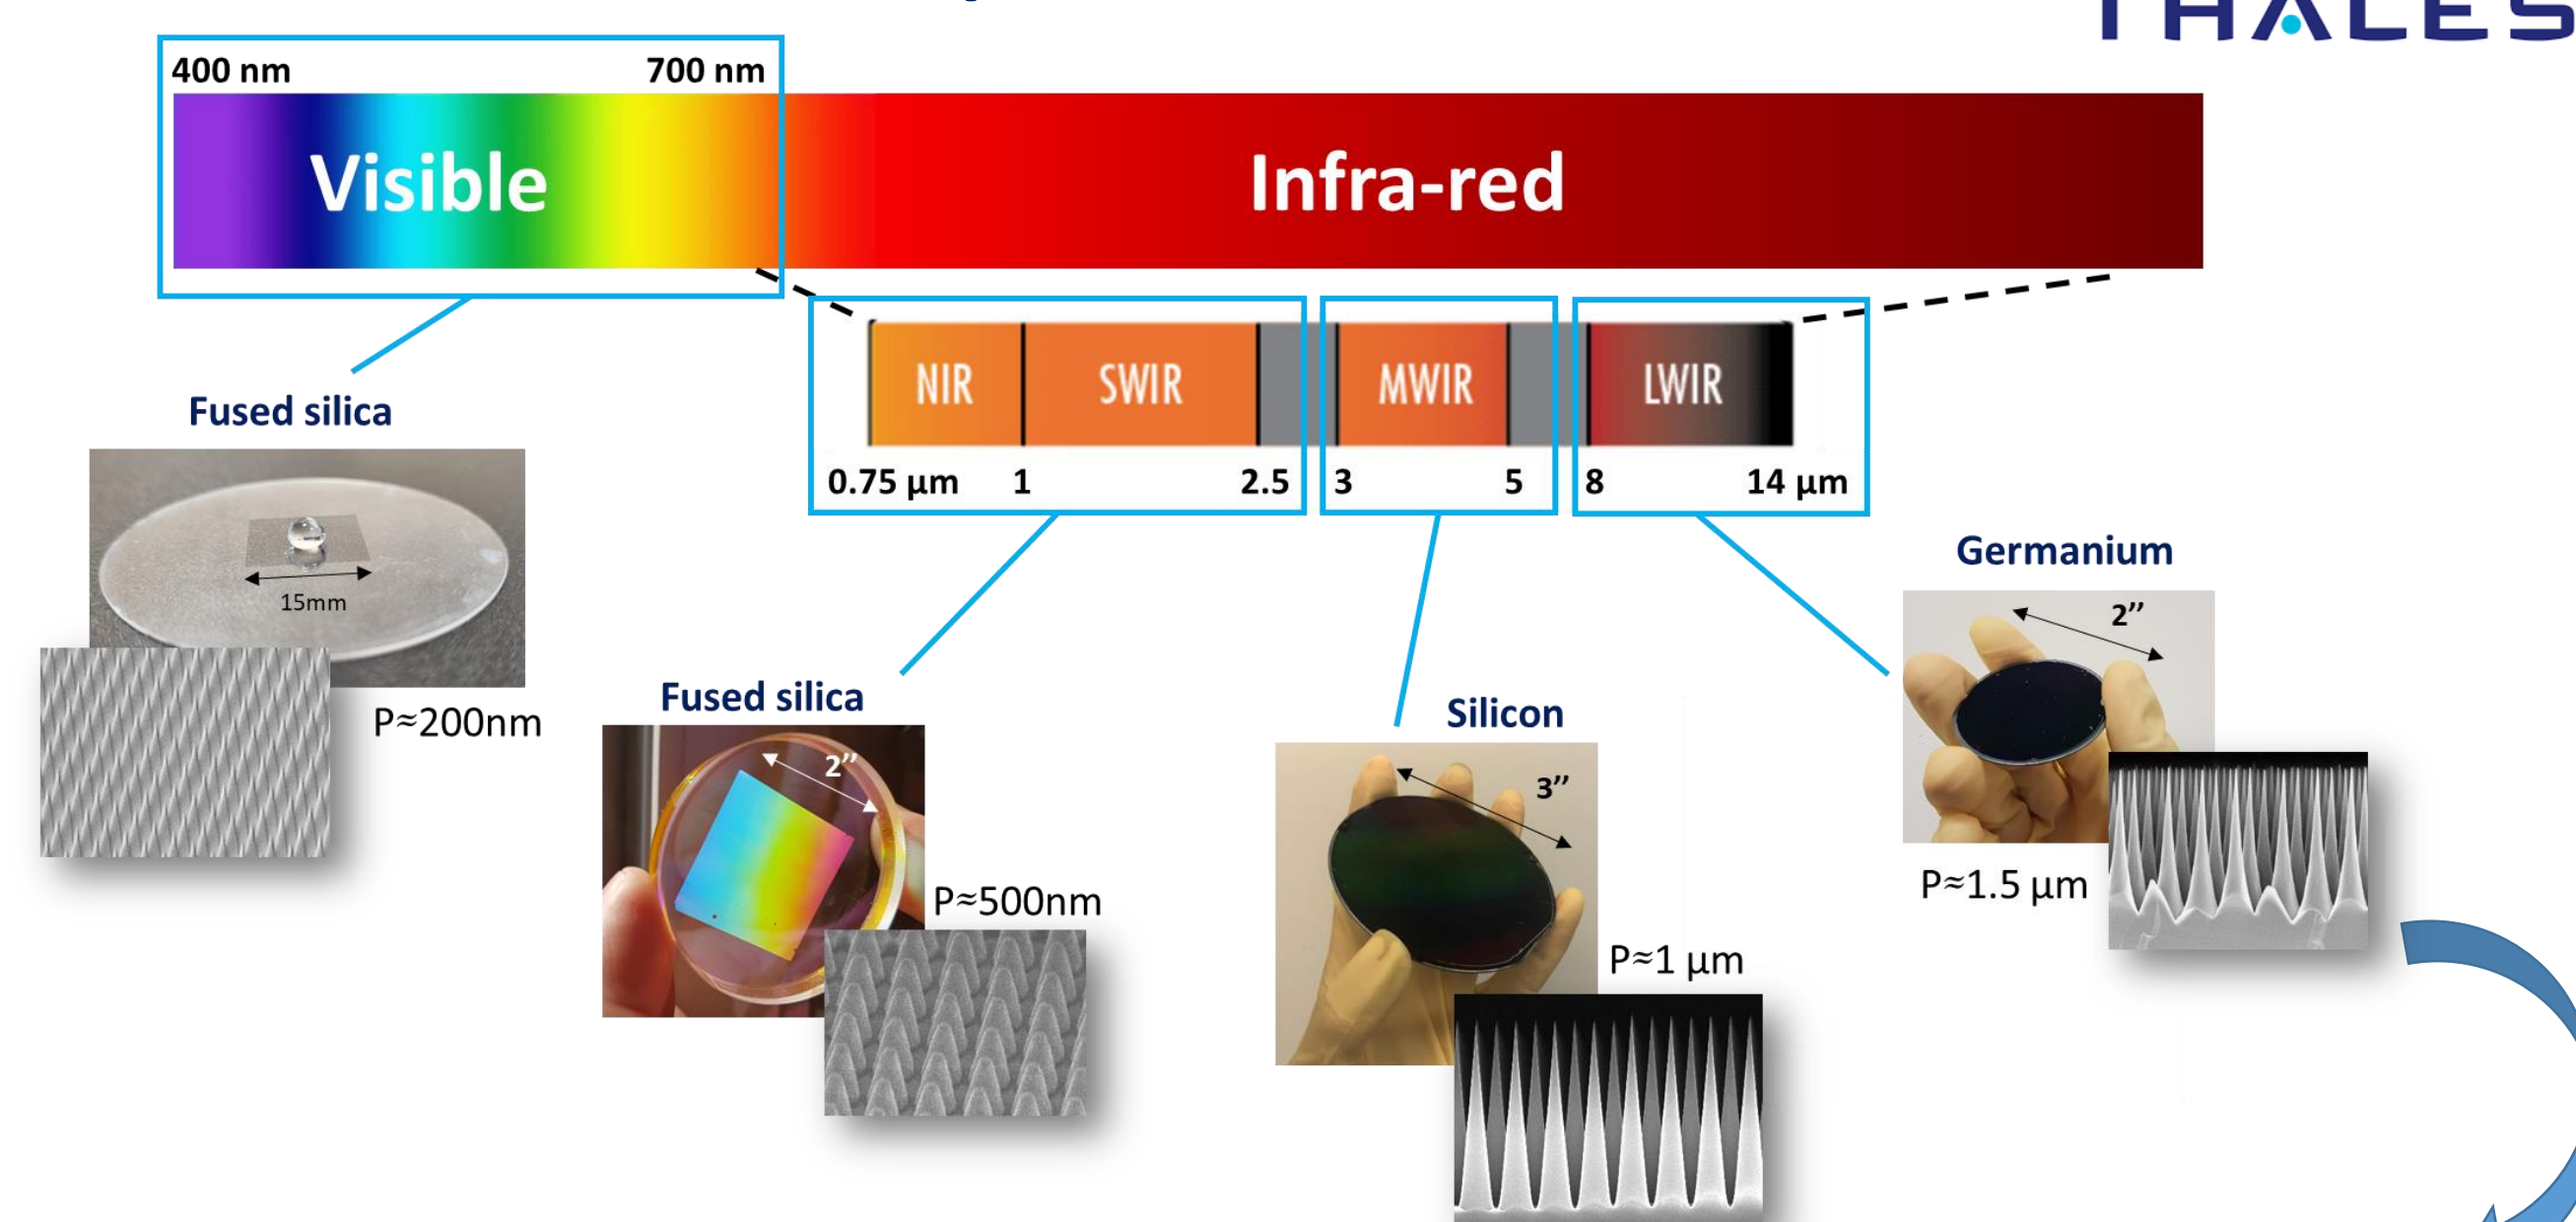 THALES
400 nm
700 nm
Visible
Infra-red
NIR
SWIR
MWIR
LWIR
0.75 µm
1
2.5
3
5
8
14 µm
Fused silica
15mm
P≈200nm
Fused silica
2’’
P≈500nm
Silicon
3’’
P≈1 µm
Germanium
2’’
P≈1.5 µm